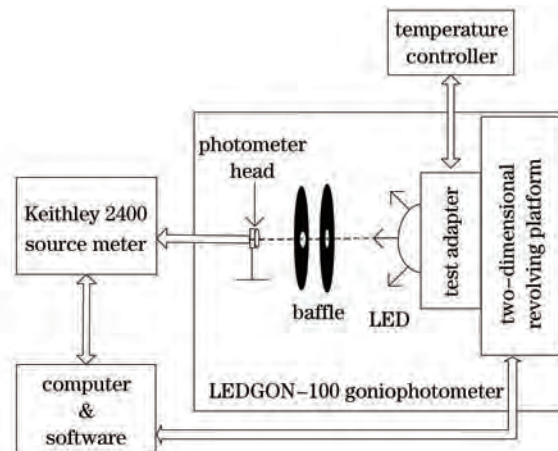 temperature
controller
photometer
head
Keithley 2400
source meter
test adapter
two-dimensional
revolving platform
baffle
LED
LEDGON-100 goniophotometer
computer
&
software